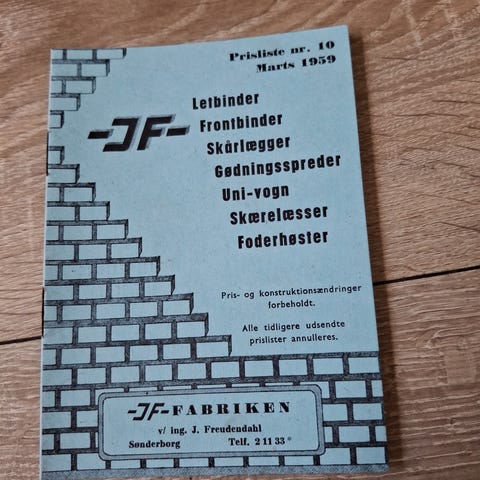 Prisliste nr. 10
Marts 1959
-JF-
Letbinder
Frontbinder
Skårlægger
Gødningsspreder
Uni-vogn
Skærelæsser
Foderhøster
Pris- og konstruktionsændringer
forbeholdt.
Alle tidligere udsendte
prislister annulleres.
-JF-FABRIKEN
v/ ing. J. Freudendahl
Sønderborg Telf. 2 11 33*